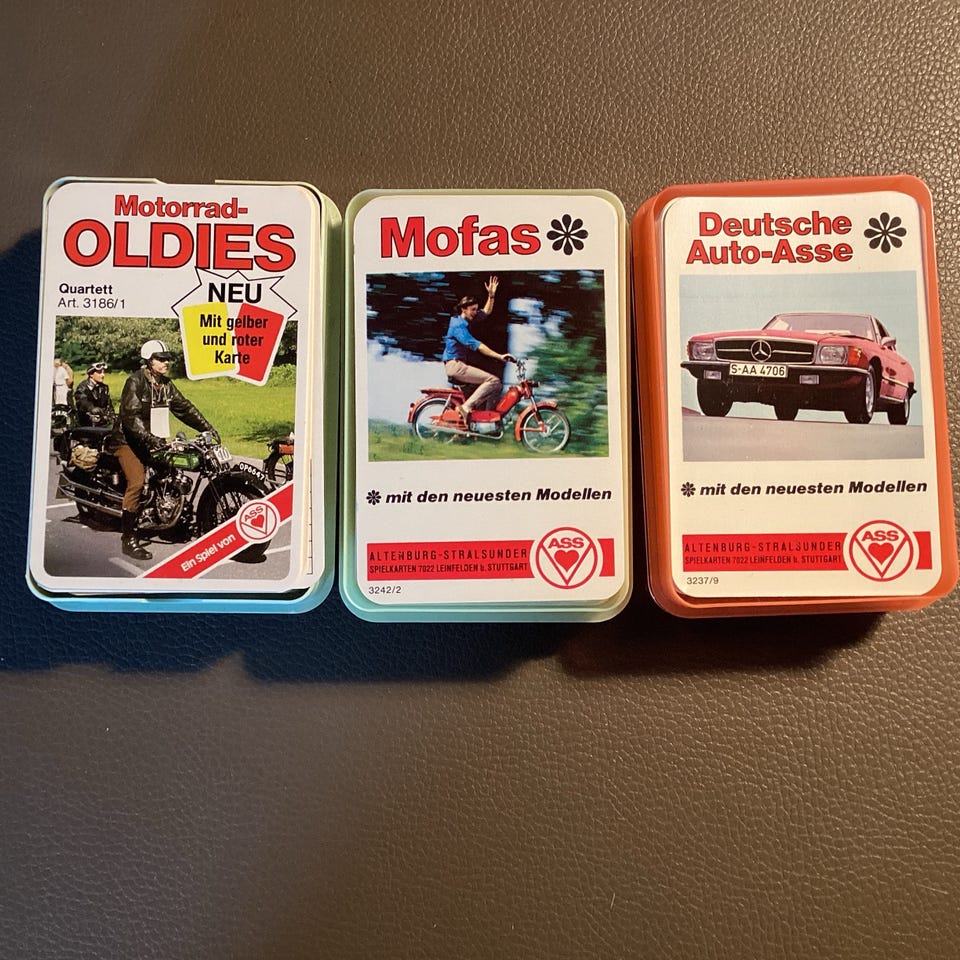 Motorrad-
OLDIES
Quartett
Art. 3186/1
NEU
Mit gelber
und roter
Karte
Ein Spiel von
ASS
Mofas
mit den neuesten Modellen
ALTENBURG-STRALSUNDER
SPIELKARTEN 7022 LEINFELDEN b. STUTTGART
ASS
3242/2
Deutsche
Auto-Asse
S-AA 4706
mit den neuesten Modellen
ALTENBURG-STRALSUNDER
SPIELKARTEN 7022 LEINFELDEN b. STUTTGART
ASS
3237/9